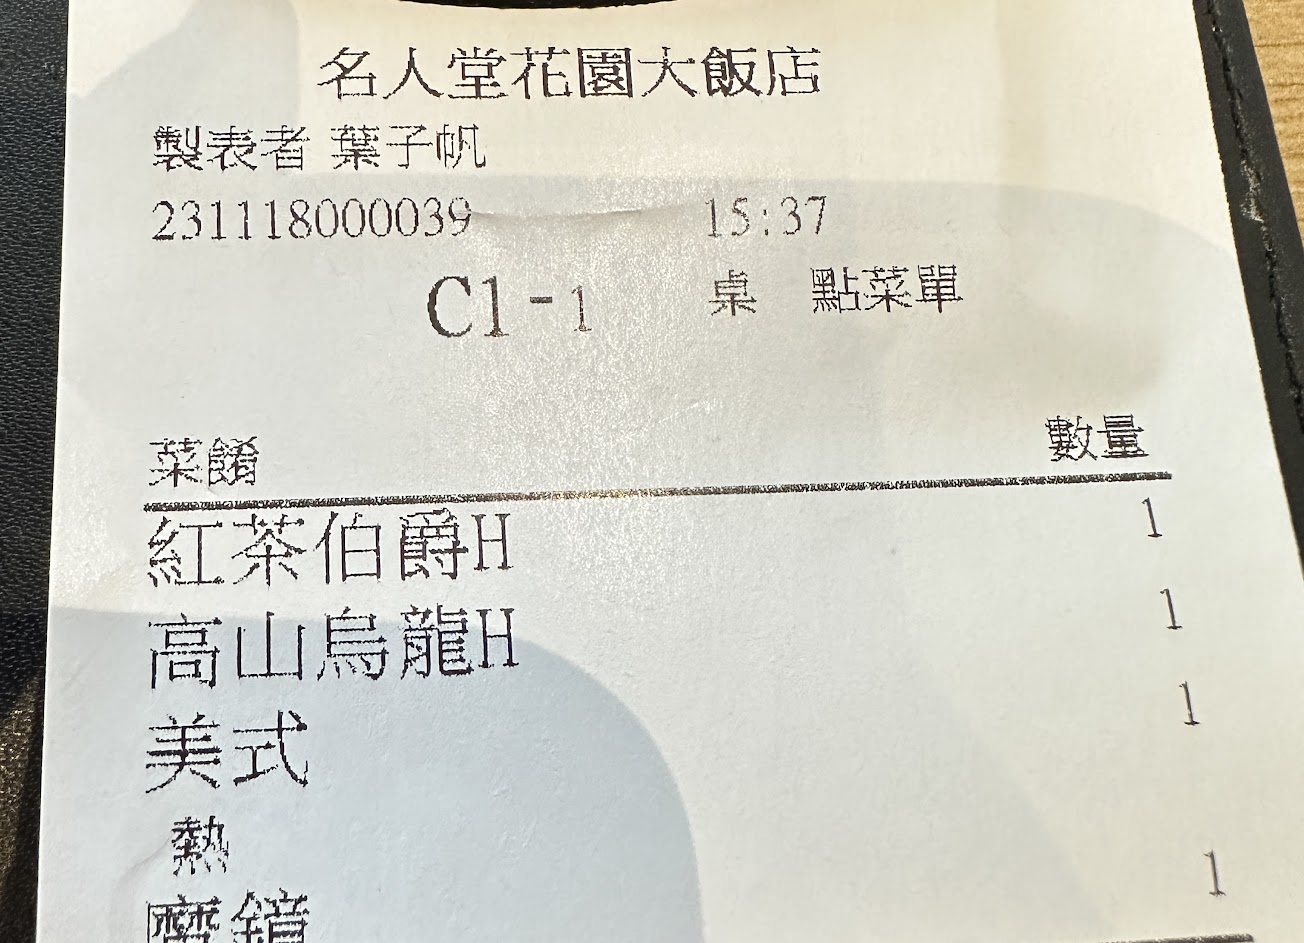 名人堂花園大飯店
製表者 葉子帆
231118000039 15:37
C1-1 桌 點菜單
菜餚 數量
紅茶伯爵H 1
高山烏龍H 1
美式 1
熱
1